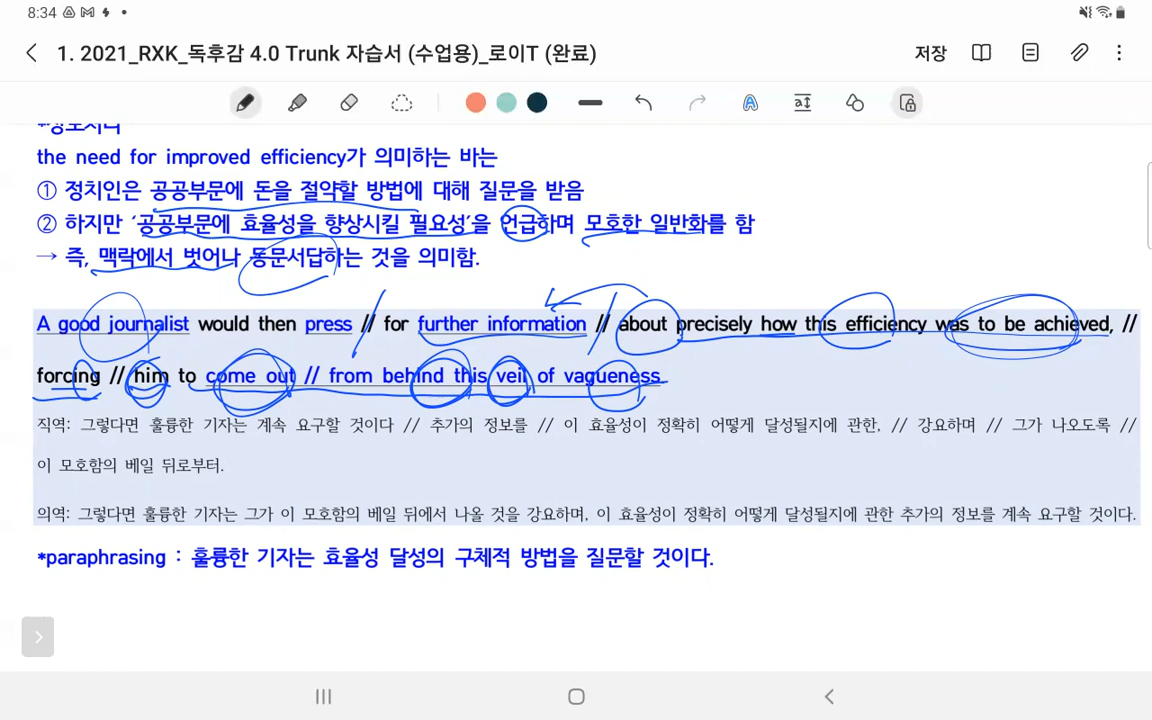 8:34
1. 2021_RXK_독후감 4.0 Trunk 자습서 (수업용)_로이T (완료)
저장
the need for improved efficiency가 의미하는 바는
① 정치인은 공공부문에 돈을 절약할 방법에 대해 질문을 받음
② 하지만 ‘공공부문에 효율성을 향상시킬 필요성’을 언급하며 모호한 일반화를 함
→ 즉, 맥락에서 벗어나 동문서답하는 것을 의미함.
A good journalist would then press // for further information // about precisely how this efficiency was to be achieved, //
forcing // him to come out // from behind this veil of vagueness.
직역: 그렇다면 훌륭한 기자는 계속 요구할 것이다 // 추가의 정보를 // 이 효율성이 정확히 어떻게 달성될지에 관한, // 강요하며 // 그가 나오도록 //
이 모호함의 베일 뒤로부터.
의역: 그렇다면 훌륭한 기자는 그가 이 모호함의 베일 뒤에서 나올 것을 강요하며, 이 효율성이 정확히 어떻게 달성될지에 관한 추가의 정보를 계속 요구할 것이다.
*paraphrasing : 훌륭한 기자는 효율성 달성의 구체적 방법을 질문할 것이다.